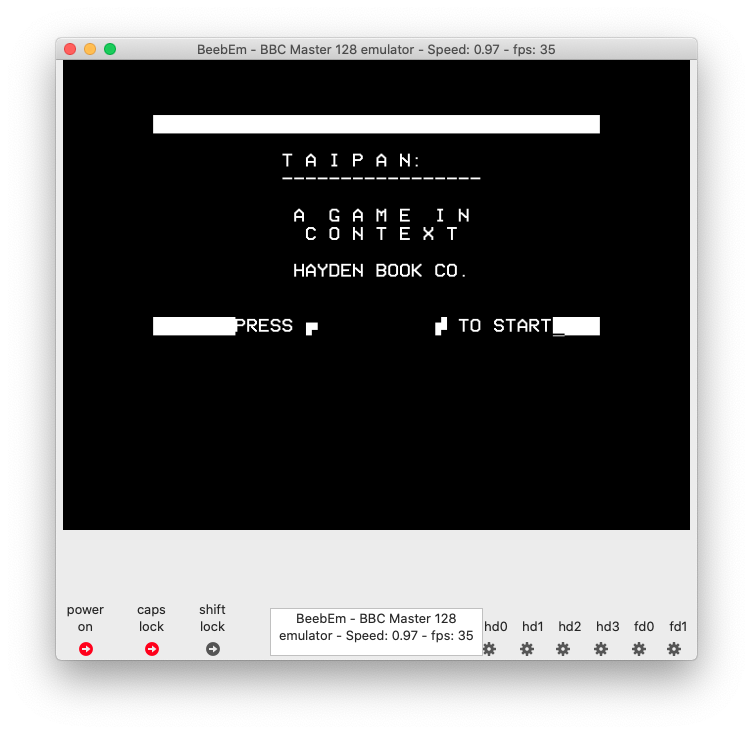 BeebEm - BBC Master 128 emulator - Speed: 0.97 - fps: 35
T A I P A N:
-----------------
A G A M E I N
C O N T E X T
HAYDEN BOOK CO.
PRESS TO START_
power on
caps lock
shift lock
BeebEm - BBC Master 128
emulator - Speed: 0.97 - fps: 35
hd0 hd1 hd2 hd3 fd0 fd1